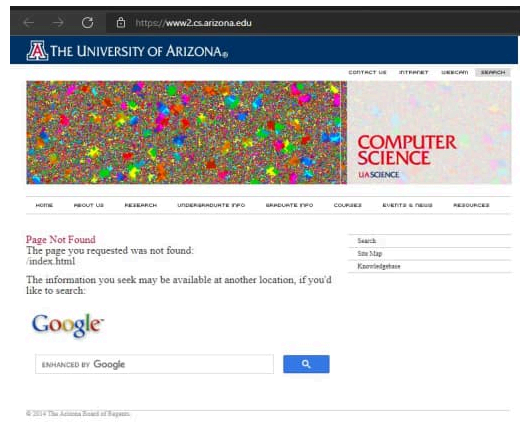 https://www2.cs.arizona.edu
A THE UNIVERSITY OF ARIZONA®
CONTACT US INTRANET WEBCAM SEARCH
COMPUTER
SCIENCE
UASCIENCE
HOME ABOUT US RESEARCH UNDERGRADUATE INFO GRADUATE INFO COURSES EVENTS & NEWS RESOURCES
Page Not Found
The page you requested was not found:
/index.html
The information you seek may be available at another location, if you'd
like to search:
Search
Site Map
Knowledgebase
Google™
ENHANCED BY Google
© 2014 The Arizona Board of Regents.